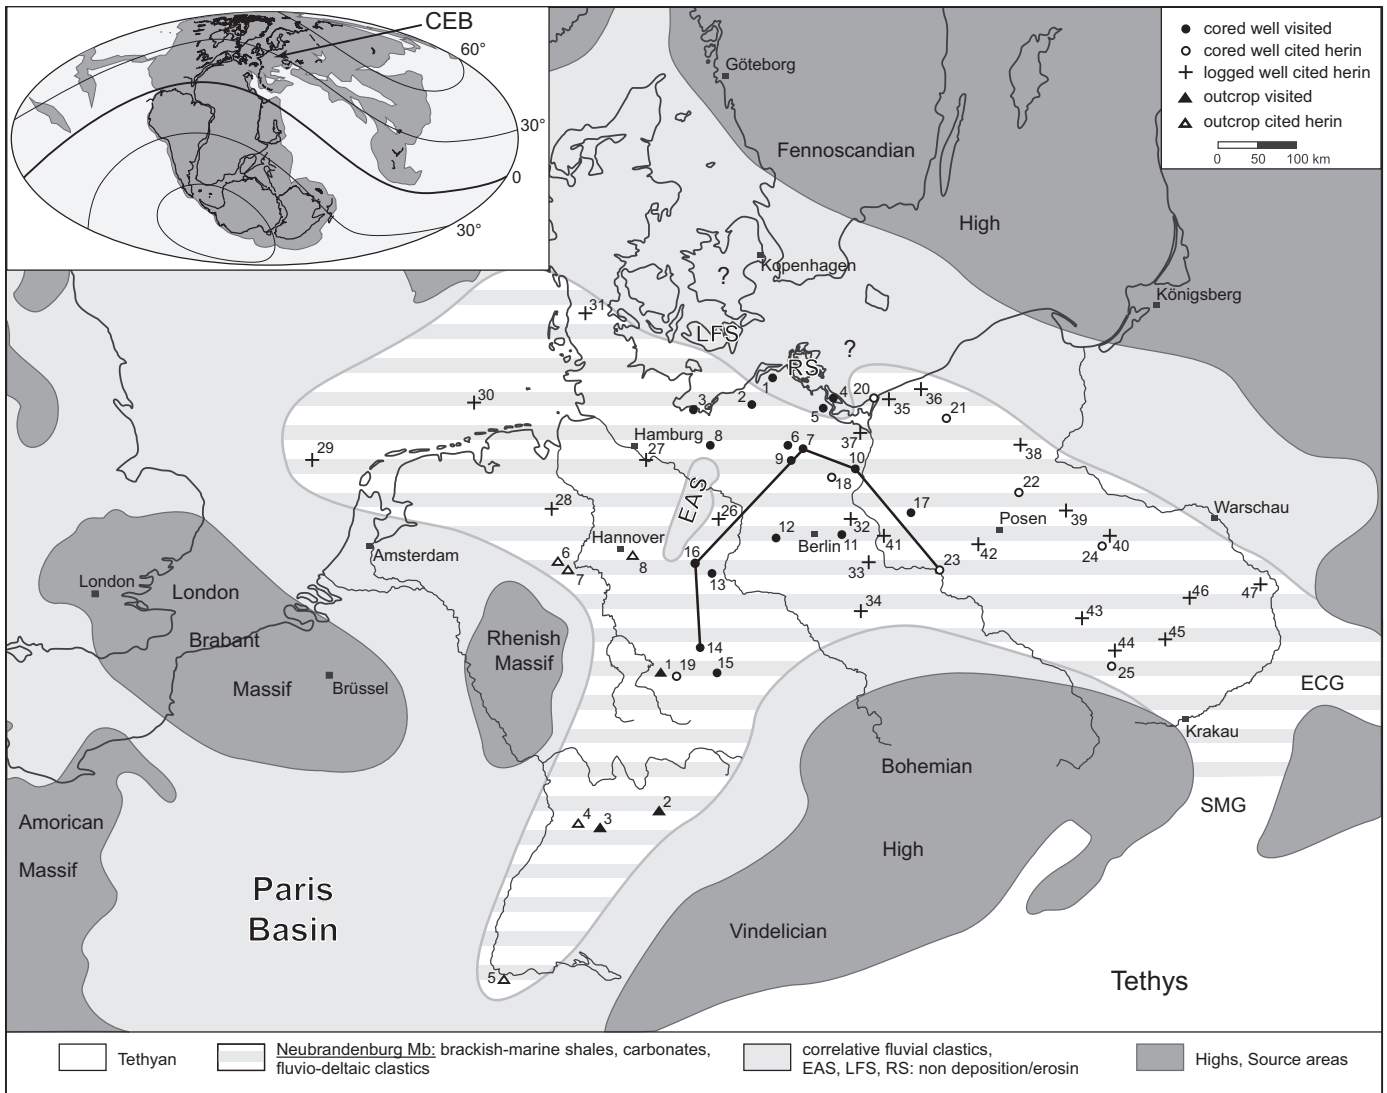 CEB
60°
30°
0
30°
cored well visited
cored well cited herin
logged well cited herin
outcrop visited
outcrop cited herin
0 50 100 km
Göteborg
Fennoscandian
High
Kopenhagen
Königsberg
?
LFS
RS
?
31
30
29
28
27
26
3
2
1
4
5
20
35
36
21
37
38
Hamburg
8
6
7
9
10
18
17
22
39
Warschau
EAS
12
Berlin
11
32
41
33
34
Posen
42
40
24
23
Hannover
6
7
8
16
13
14
1
19
15
43
44
45
46
47
25
Amsterdam
London
London
Brabant
Massif
Brüssel
Rhenish
Massif
ECG
Krakau
SMG
Bohemian
High
Vindelician
Amorican
Massif
Paris
Basin
4
3
2
5
Tethys
Tethyan
Neubrandenburg Mb: brackish-marine shales, carbonates,
fluvio-deltaic clastics
correlative fluvial clastics,
EAS, LFS, RS: non deposition/erosin
Highs, Source areas